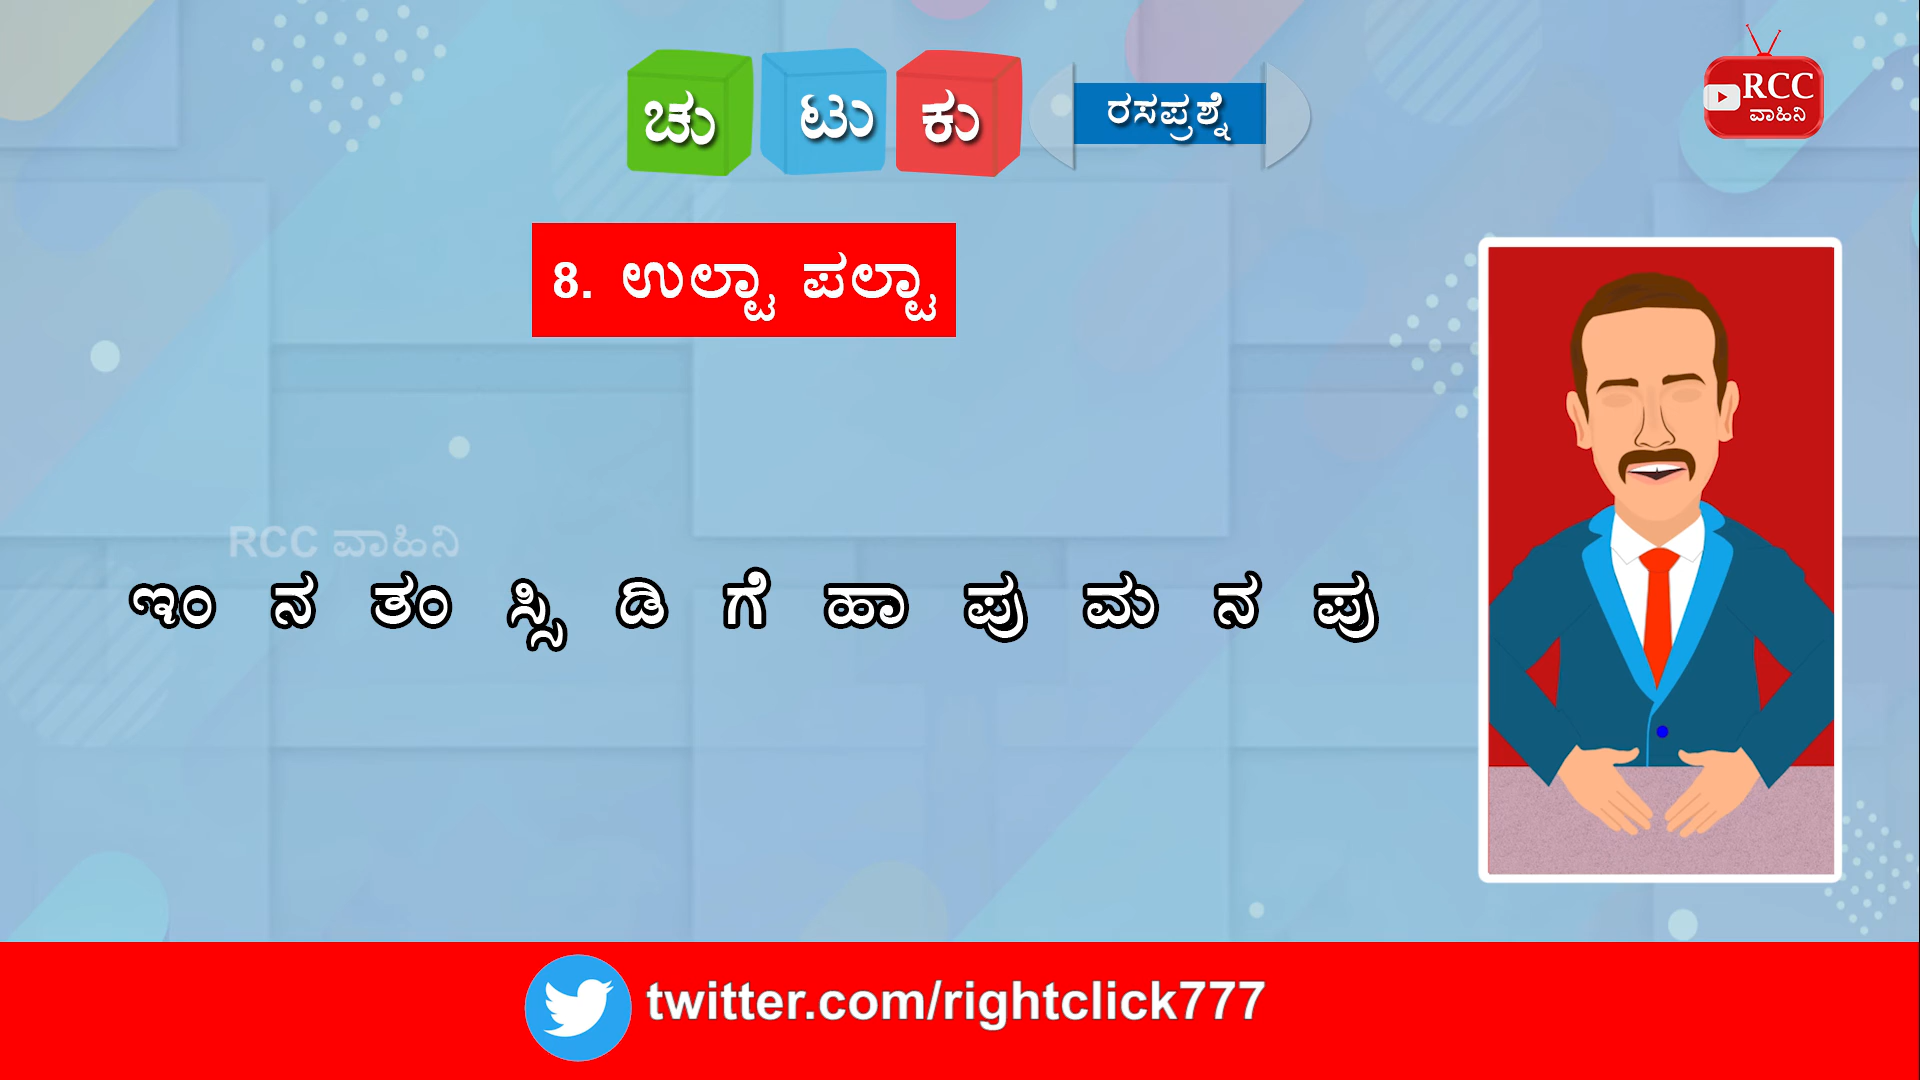 ಚು ಟು ಕು ರಸಪ್ರಶ್ನೆ
RCC
ವಾಹಿನಿ
8. ಉಲ್ಟಾ ಪಲ್ಟಾ
RCC ವಾಹಿನಿ
ಇಂ ನ ತಂ ಸ್ಸಿ ಡಿ ಗೆ ಹಾ ಪು ಮ ನ ಪು
twitter.com/rightclick777